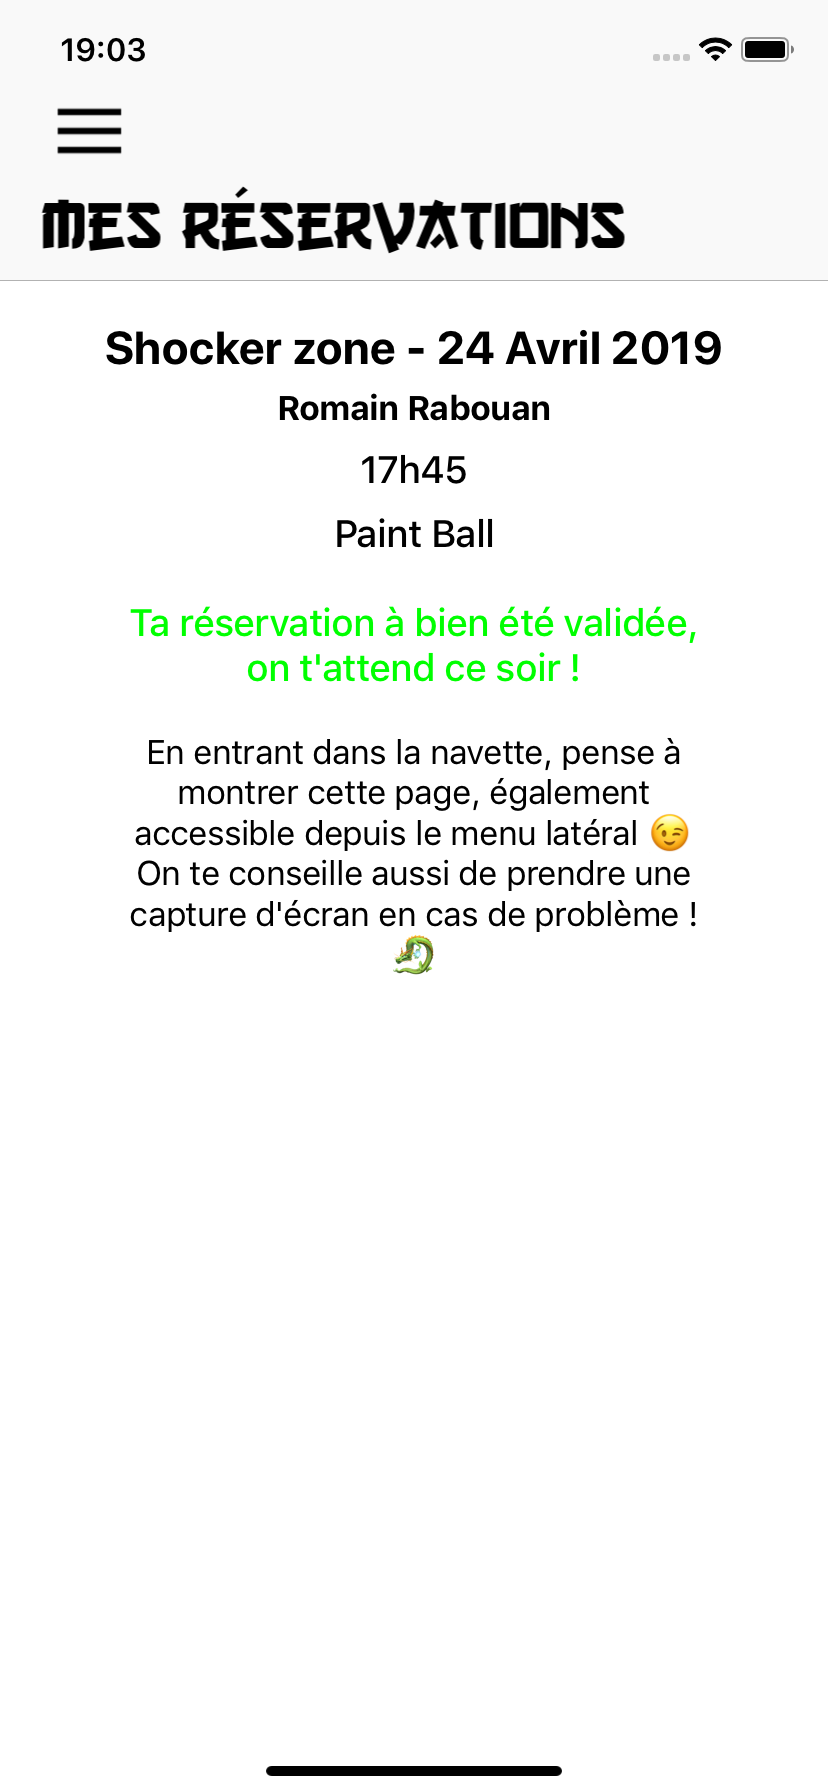 19:03
MES RÉSERVATIONS
Shocker zone - 24 Avril 2019
Romain Rabouan
17h45
Paint Ball
Ta réservation à bien été validée,
on t'attend ce soir !
En entrant dans la navette, pense à
montrer cette page, également
accessible depuis le menu latéral 😉
On te conseille aussi de prendre une
capture d'écran en cas de problème !
🐉